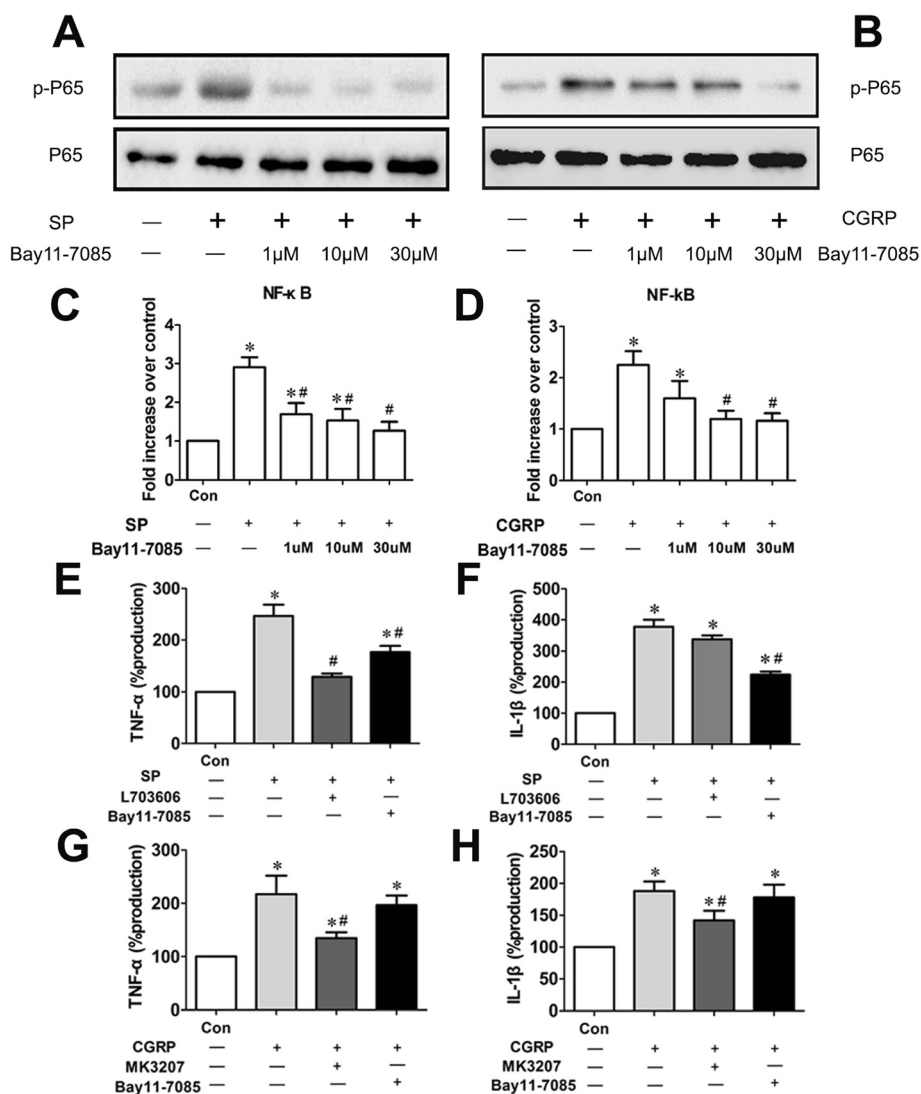 A B
p-P65 p-P65
P65 P65
SP — + + + + — + + + + CGRP
Bay11-7085 — — 1μM 10μM 30μM — — 1μM 10μM 30μM Bay11-7085
C NF-κ B
Fold increase over control
4
3
2
1
0
* *# *# #
Con
SP — + + + +
Bay11-7085 — — 1uM 10uM 30uM
D NF-kB
Fold increase over control
3
2
1
0
* * # #
Con
CGRP — + + + +
Bay11-7085 — — 1uM 10uM 30uM
E
TNF-α (%production)
300
200
100
0
* # *#
Con
SP — + + +
L703606 — — + —
Bay11-7085 — — — +
F
IL-1β (%production)
500
400
300
200
100
0
* * *#
Con
SP — + + +
L703606 — — + —
Bay11-7085 — — — +
G
TNF-α (%production)
300
200
100
0
* *# *
Con
CGRP — + + +
MK3207 — — + —
Bay11-7085 — — — +
H
IL-1β (%production)
250
200
150
100
50
0
* *# *
Con
CGRP — + + +
MK3207 — — + —
Bay11-7085 — — — +